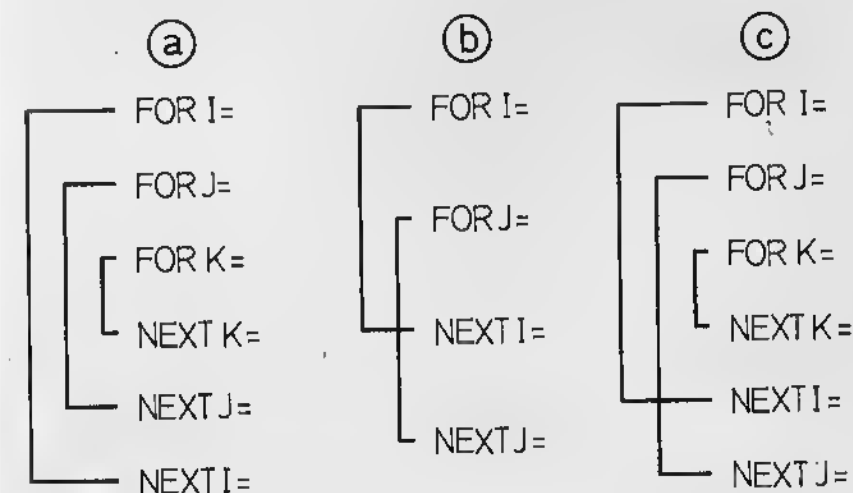 a
FOR I=
FOR J=
FOR K=
NEXT K=
NEXT J=
NEXT I=
b
FOR I=
FOR J=
NEXT I=
NEXT J=
c
FOR I=
FOR J=
FOR K=
NEXT K=
NEXT I=
NEXT J=